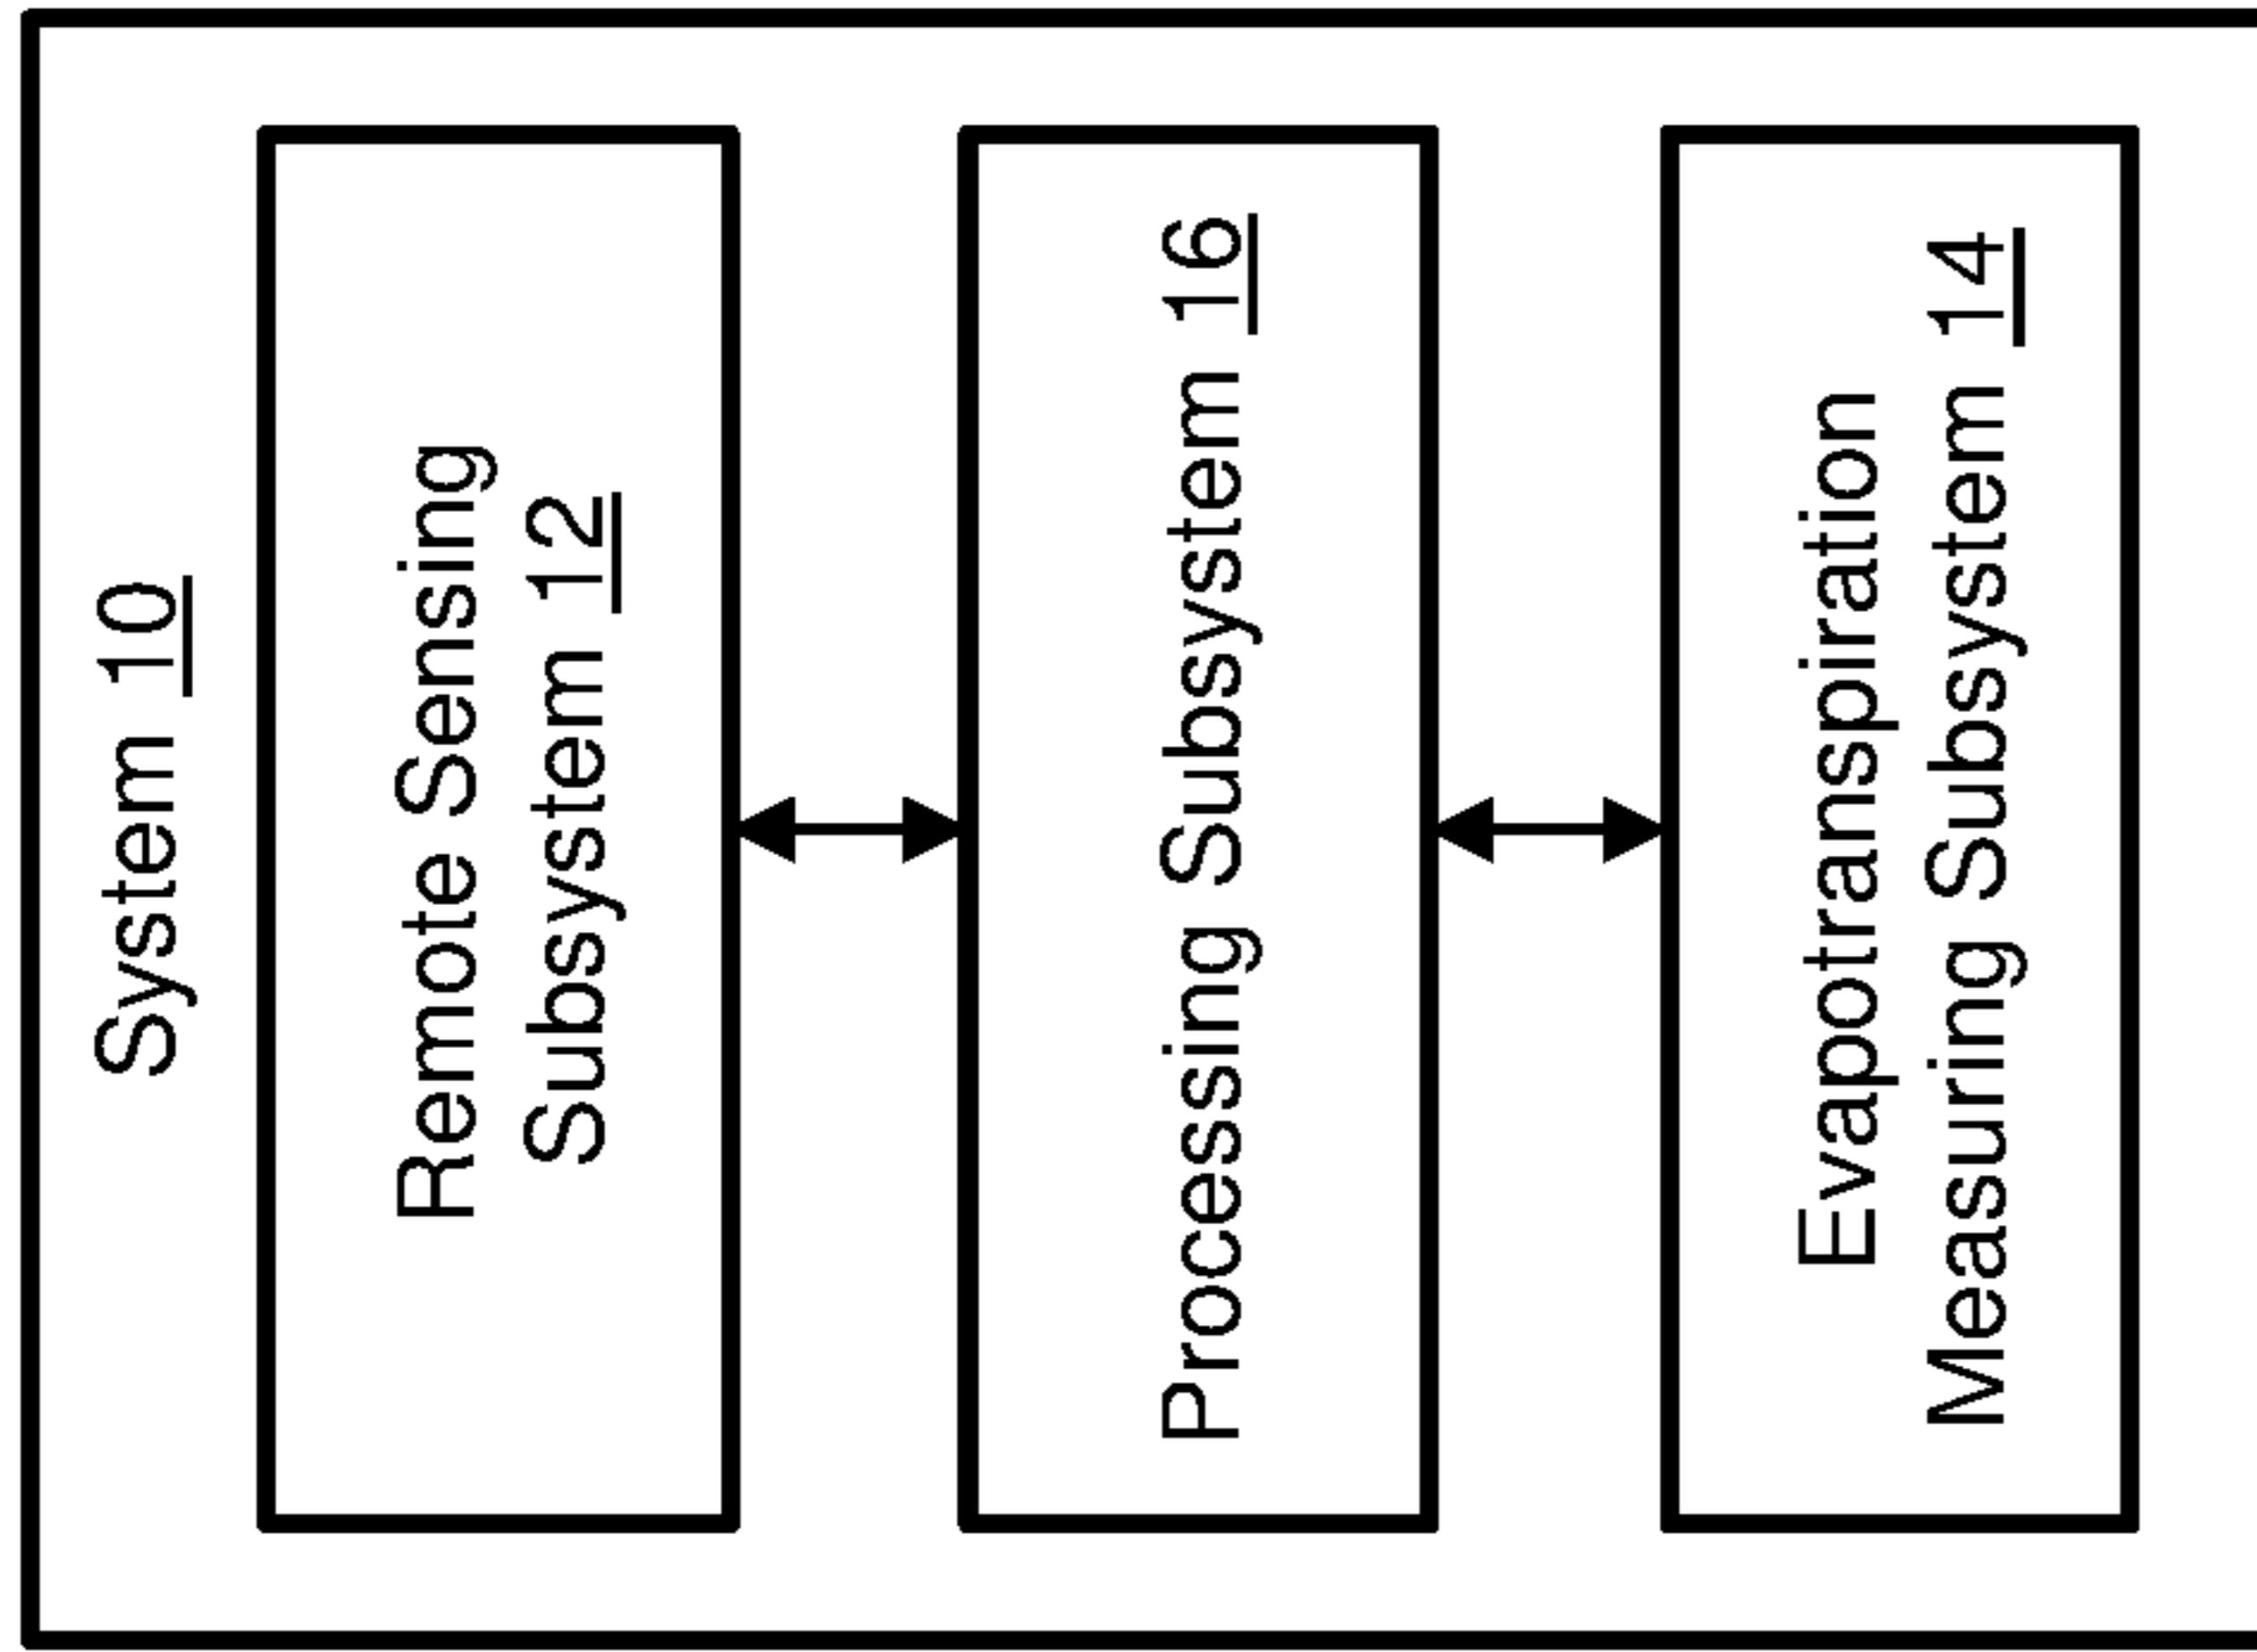 System 10
Remote Sensing
Subsystem 12
Processing Subsystem 16
Evapotranspiration
Measuring Subsystem 14